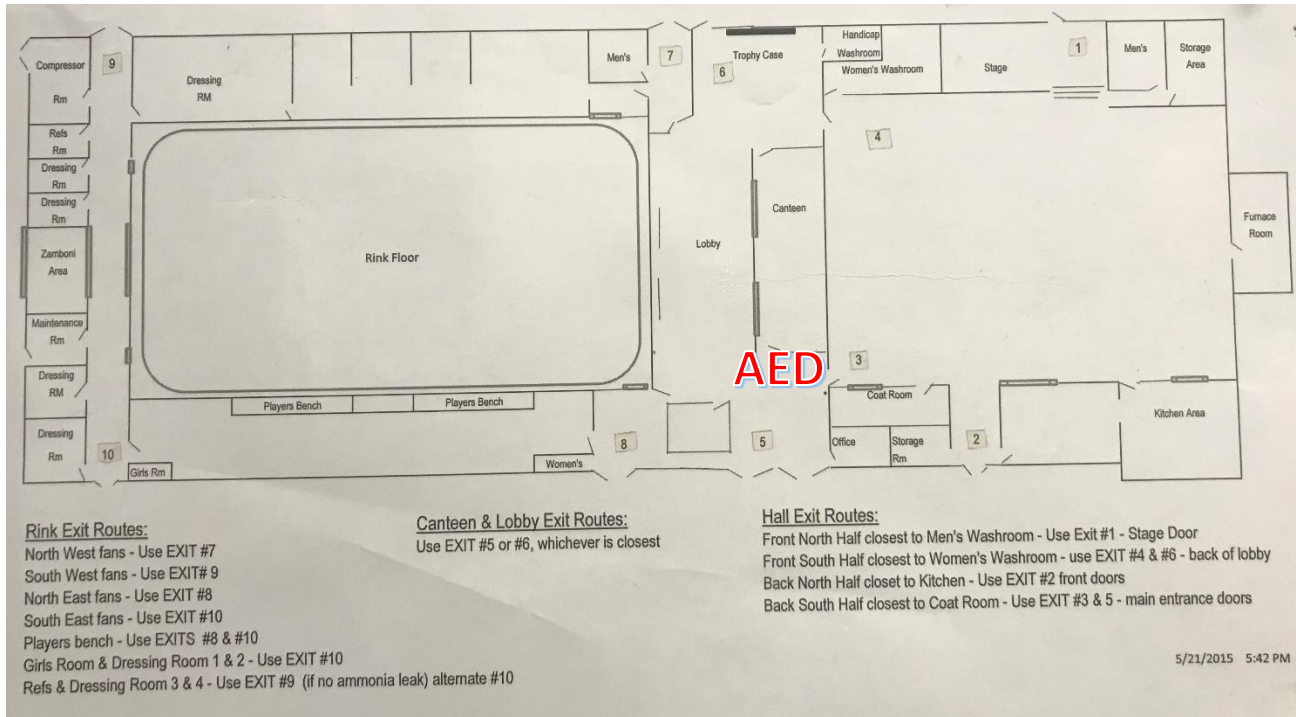 Compressor
Rm
9
Dressing
RM
Men's
7
6
Trophy Case
Handicap
Washroom
Women's Washroom
Stage
1
Men's
Storage
Area
Refs
Rm
Dressing
Rm
Dressing
Rm
4
Canteen
Furnace
Room
Zamboni
Area
Rink Floor
Lobby
Maintenance
Rm
AED
3
Dressing
RM
Players Bench
Players Bench
Coat Room
Kitchen Area
Dressing
Rm
10
Girls Rm
Women's
8
5
Office
Storage
Rm
2
Rink Exit Routes:
North West fans - Use EXIT #7
South West fans - Use EXIT# 9
North East fans - Use EXIT #8
South East fans - Use EXIT #10
Players bench - Use EXITS #8 & #10
Girls Room & Dressing Room 1 & 2 - Use EXIT #10
Refs & Dressing Room 3 & 4 - Use EXIT #9 (if no ammonia leak) alternate #10
Canteen & Lobby Exit Routes:
Use EXIT #5 or #6, whichever is closest
Hall Exit Routes:
Front North Half closest to Men's Washroom - Use Exit #1 - Stage Door
Front South Half closest to Women's Washroom - use EXIT #4 & #6 - back of lobby
Back North Half closet to Kitchen - Use EXIT #2 front doors
Back South Half closest to Coat Room - Use EXIT #3 & 5 - main entrance doors
5/21/2015 5:42 PM